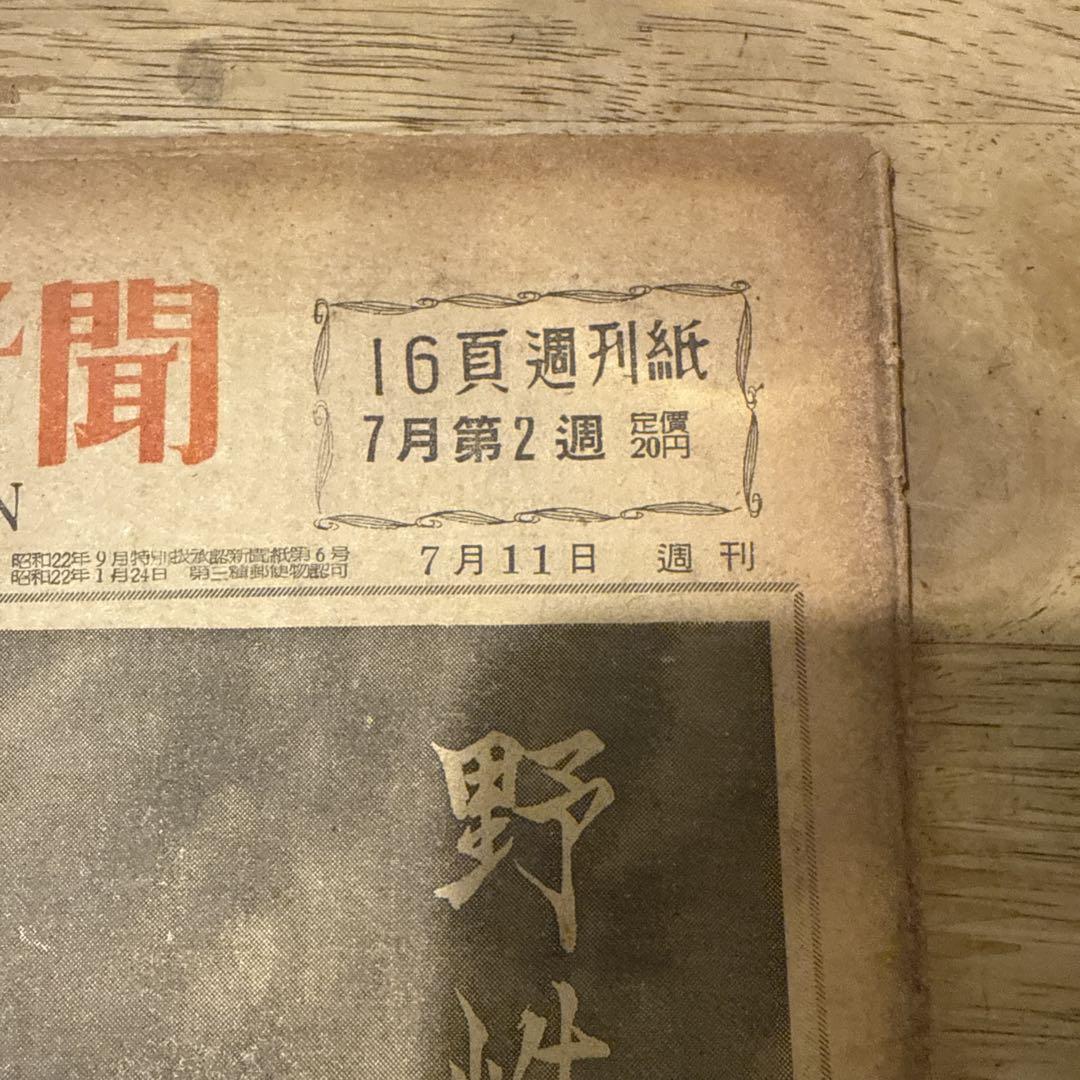 聞
16頁週刊紙
7月第2週 定價20円
N
昭和22年9月特別扱承認新聞紙第6号
昭和22年1月24日 第三種郵便物認可
7月11日 週刊
野性